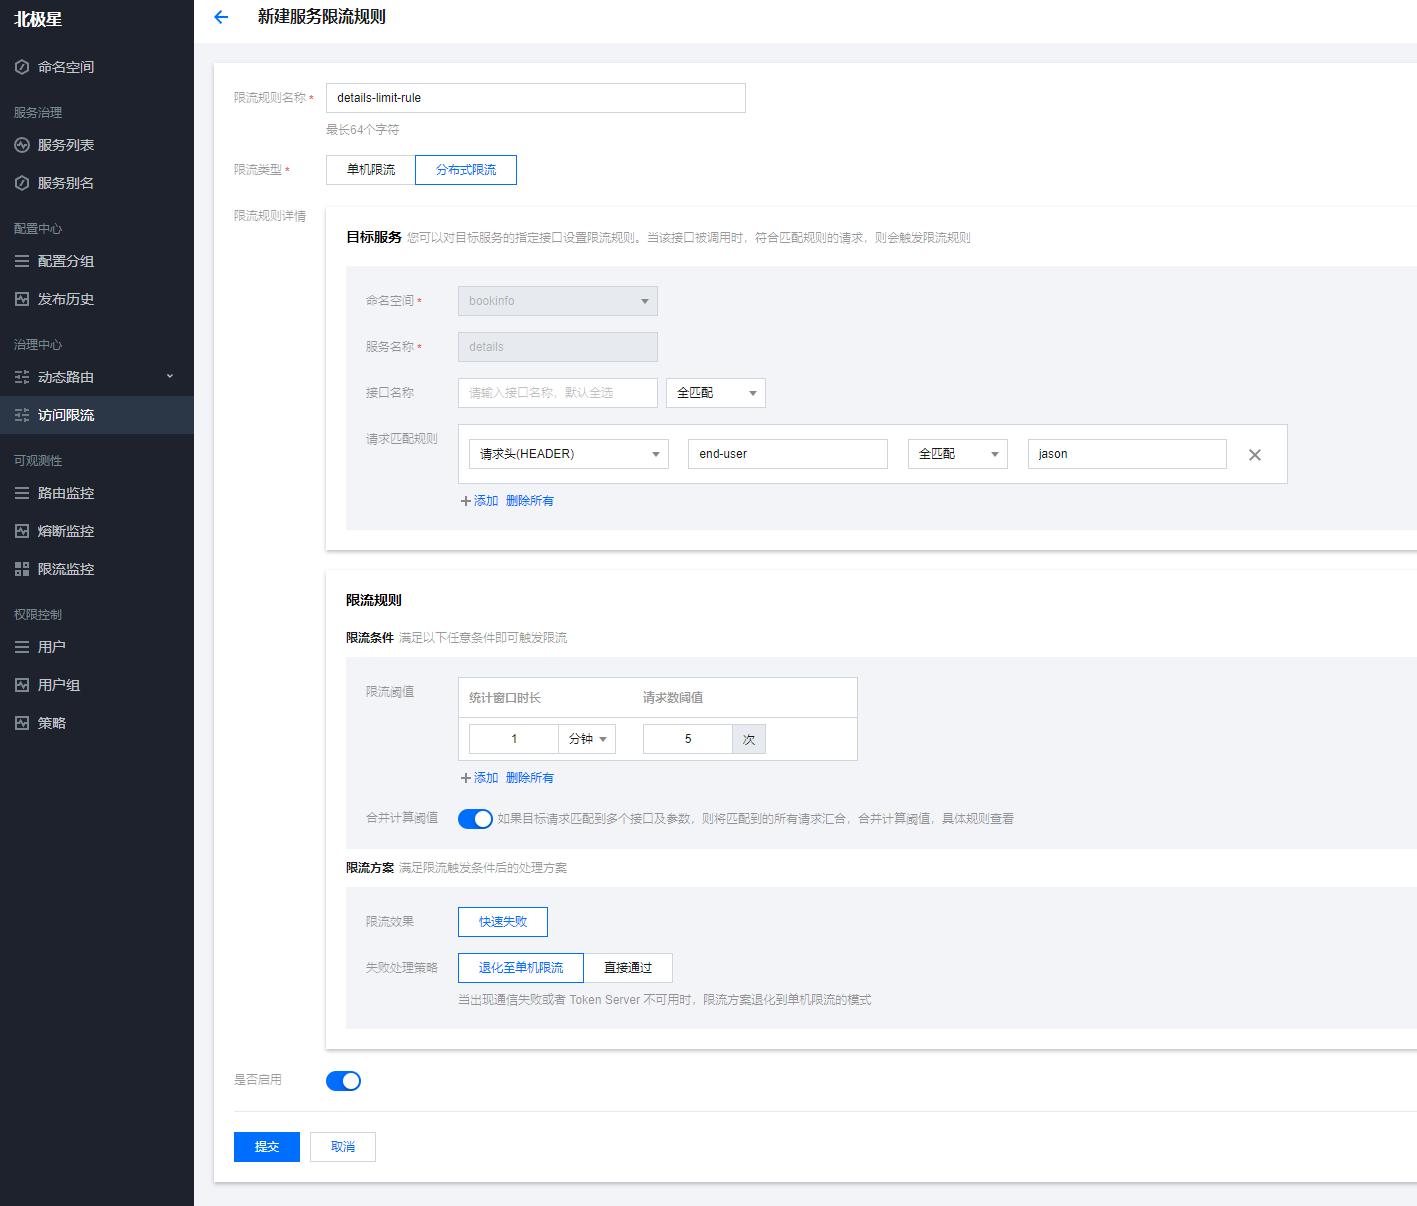 北极星
新建服务限流规则
命名空间
服务治理
服务列表
服务别名
配置中心
配置分组
发布历史
治理中心
动态路由
访问限流
可观测性
路由监控
熔断监控
限流监控
权限控制
用户
用户组
策略
限流规则名称 * details-limit-rule
最长64个字符
限流类型 * 单机限流 分布式限流
限流规则详情
目标服务 您可以对目标服务的指定接口设置限流规则。当该接口被调用时，符合匹配规则的请求，则会触发限流规则
命名空间 * bookinfo
服务名称 * details
接口名称 请输入接口名称，默认全选 全匹配
请求匹配规则 请求头(HEADER) end-user 全匹配 jason
添加 删除所有
限流规则
限流条件 满足以下任意条件即可触发限流
限流阈值 统计窗口时长 请求数阈值
1 分钟 5 次
添加 删除所有
合并计算阈值 如果目标请求匹配到多个接口及参数，则将匹配到的所有请求汇合，合并计算阈值，具体规则查看
限流方案 满足限流触发条件后的处理方案
限流效果 快速失败
失败处理策略 退化至单机限流 直接通过
当出现通信失败或者 Token Server 不可用时，限流方案退化到单机限流的模式
是否启用
提交 取消